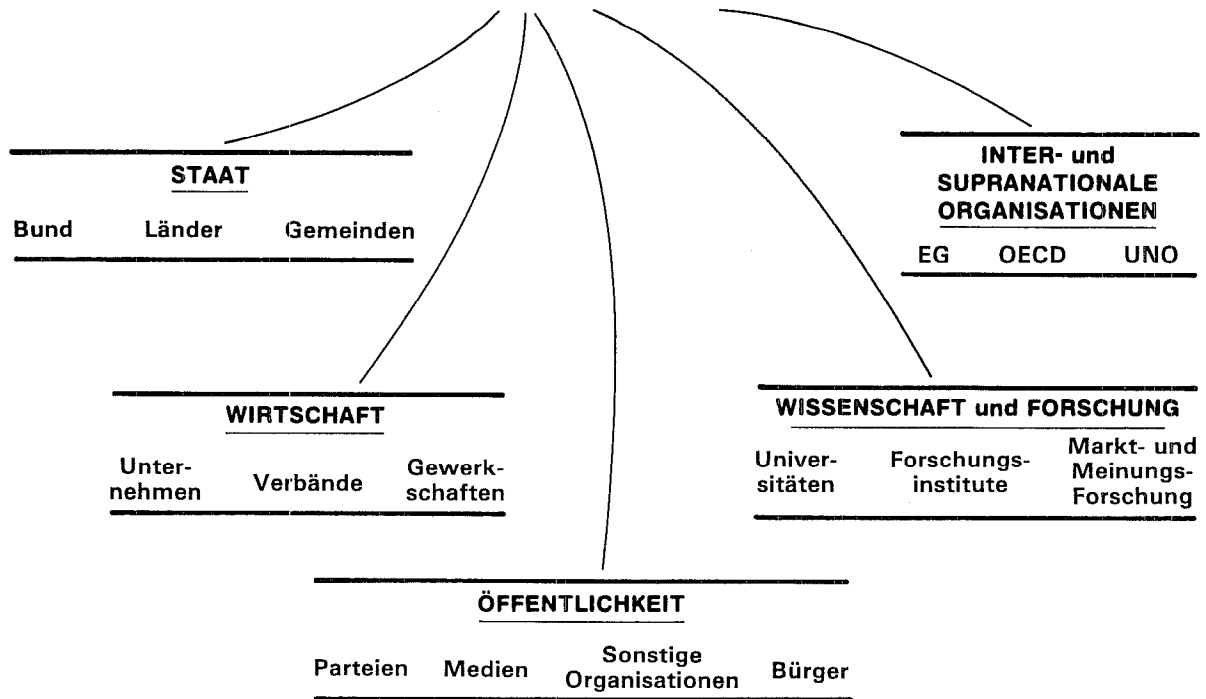 STAAT
Bund Länder Gemeinden
INTER- und
SUPRANATIONALE
ORGANISATIONEN
EG OECD UNO
WIRTSCHAFT
Unter-
nehmen
Verbände
Gewerk-
schaften
WISSENSCHAFT und FORSCHUNG
Univer-
sitäten
Forschungs-
institute
Markt- und
Meinungs-
Forschung
ÖFFENTLICHKEIT
Parteien
Medien
Sonstige
Organisationen
Bürger